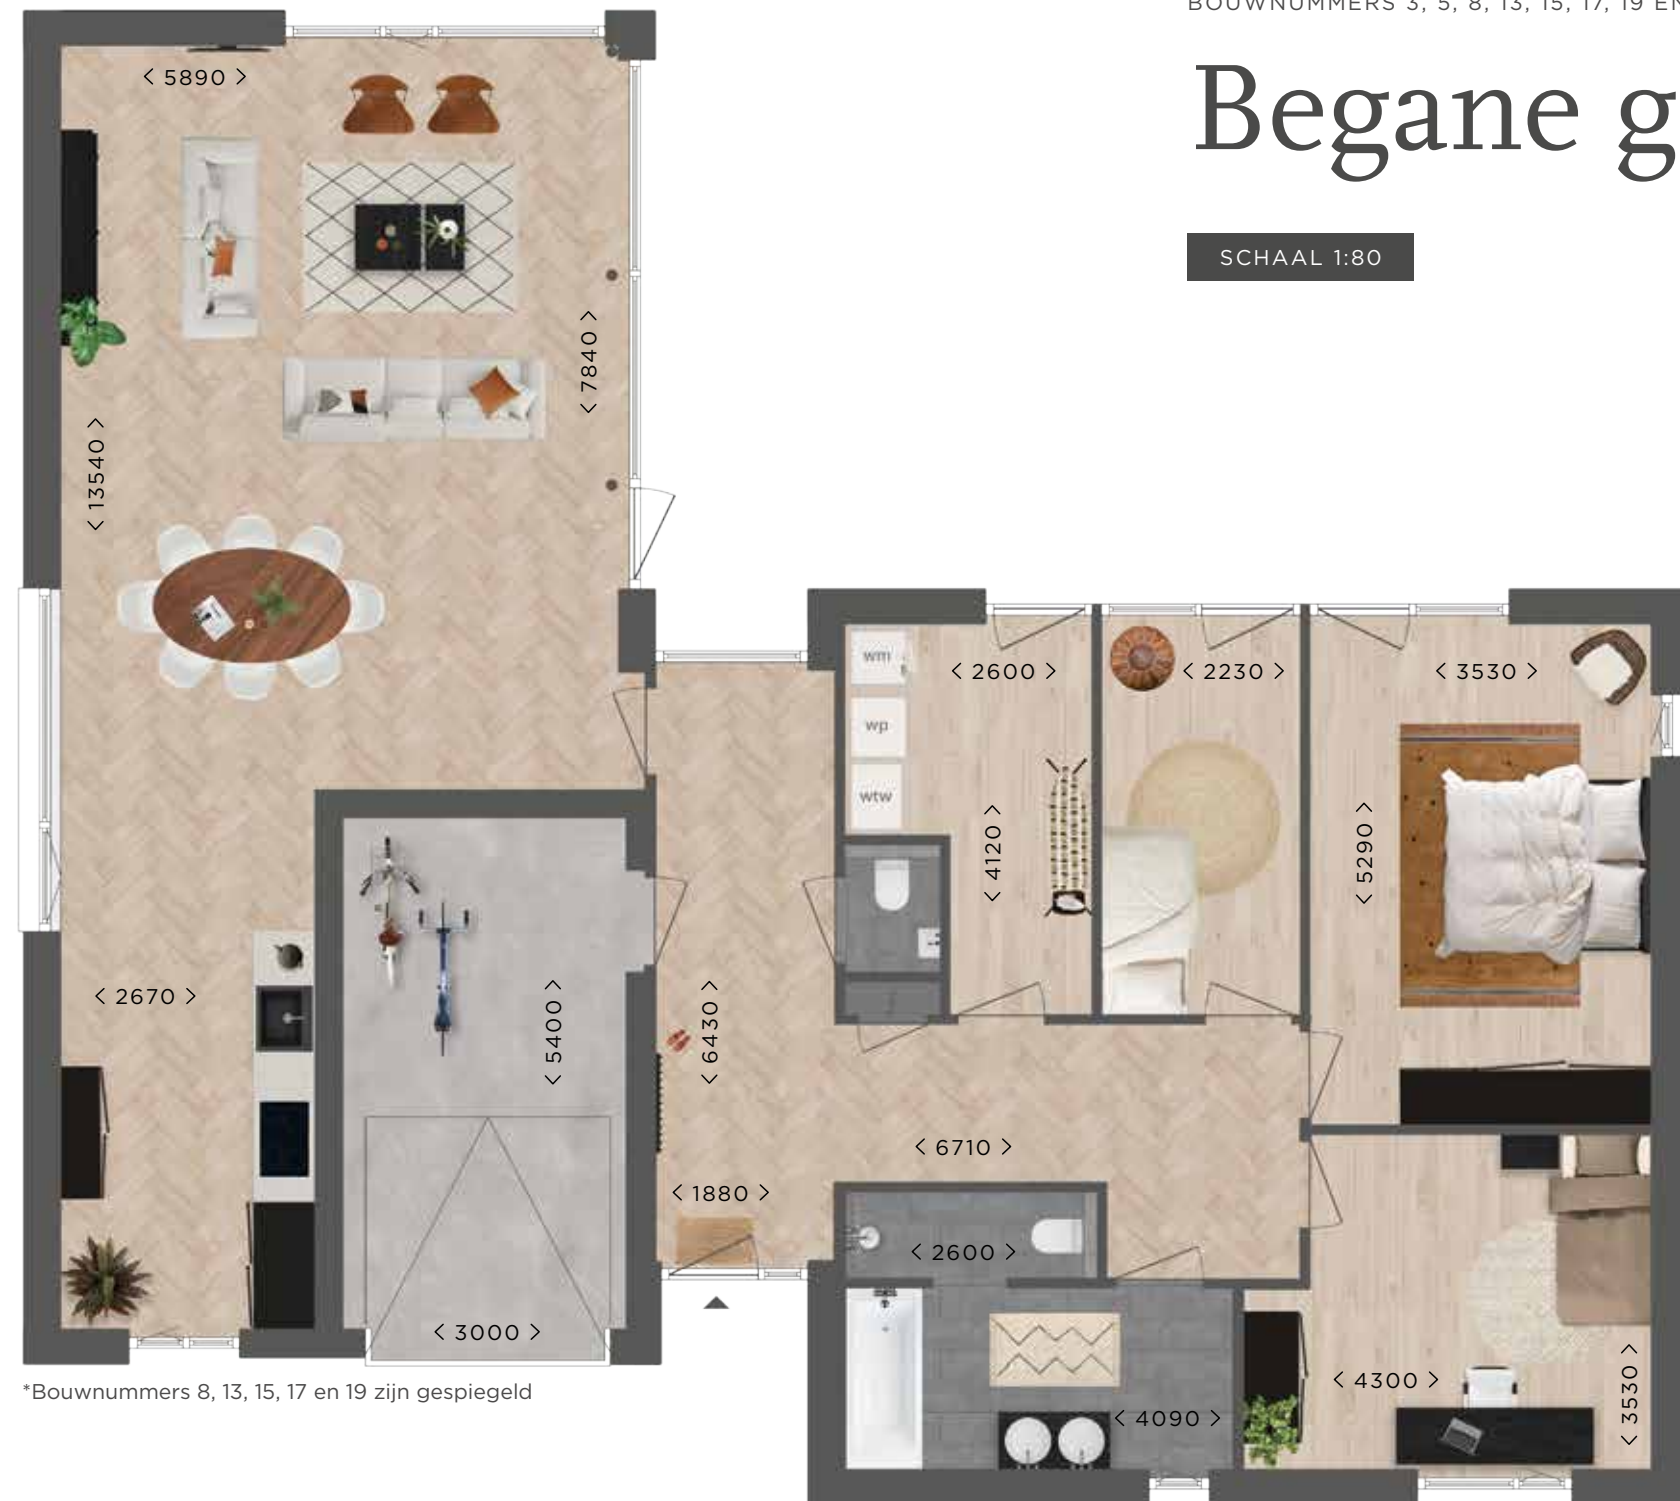 BOUWNUMMERS 3, 5, 8, 13, 15, 17, 19 EN
Begane g
SCHAAL 1:80
< 5890 >
< 7840 >
< 13540 >
wm
< 2600 >
< 2230 >
< 3530 >
wp
wtw
< 4120 >
< 5290 >
< 2670 >
< 5400 >
< 6430 >
< 6710 >
< 1880 >
< 2600 >
< 3000 >
< 4300 >
< 3530 >
< 4090 >
*Bouwnummers 8, 13, 15, 17 en 19 zijn gespiegeld